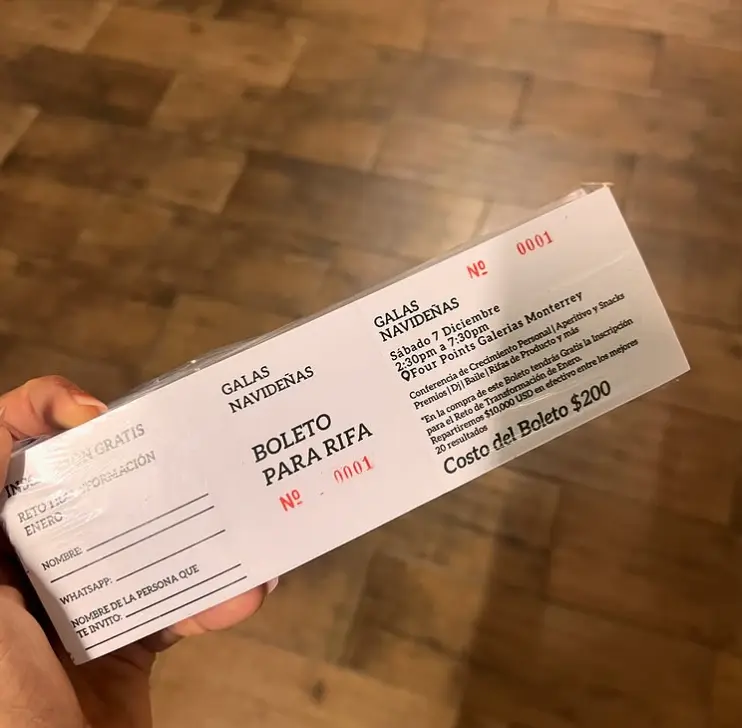 INSCRIPCIÓN GRATIS
RETO TRANSFORMACIÓN
ENERO
NOMBRE:
WHATSAPP:
NOMBRE DE LA PERSONA QUE
TE INVITO:
GALAS
NAVIDEÑAS
BOLETO
PARA RIFA
Nº 0001
Nº 0001
GALAS
NAVIDEÑAS
Sábado 7 Diciembre
2:30pm a 7:30pm
Four Points Galerias Monterrey
Conferencia de Crecimiento Personal | Aperitivo y Snacks
Premios | Dj | Baile | Rifas de Producto y más
*En la compra de este Boleto tendrás Gratis la Inscripción
para el Reto de Transformación de Enero.
Repartiremos $10,000 USD en efectivo entre los mejores
20 resultados
Costo del Boleto $200